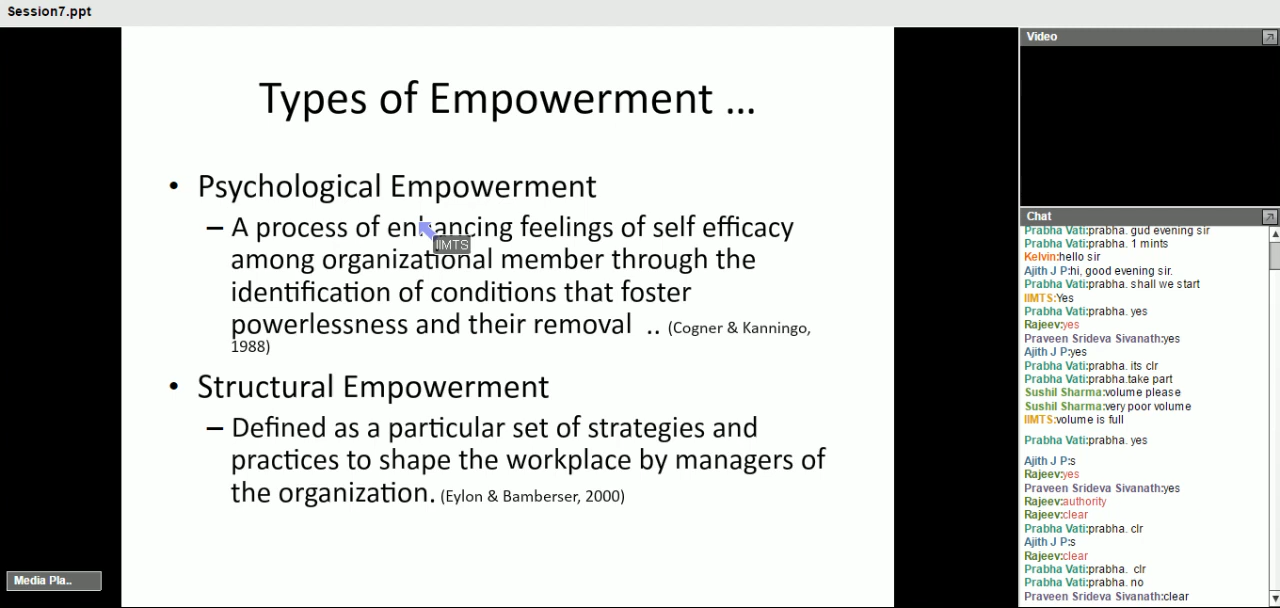 Session7.ppt
Types of Empowerment ...
• Psychological Empowerment
– A process of enhancing feelings of self efficacy
among organizational member through the
identification of conditions that foster
powerlessness and their removal .. (Cogner & Kanningo,
1988)
• Structural Empowerment
– Defined as a particular set of strategies and
practices to shape the workplace by managers of
the organization. (Eylon & Bamberser, 2000)
IIMTS
Media Pla..
Video
Chat
Prabha Vati:prabha. gud evening sir
Prabha Vati:prabha. 1 mints
Kelvin:hello sir
Ajith J P:hi, good evening sir.
Prabha Vati:prabha. shall we start
IIMTS:Yes
Prabha Vati:prabha. yes
Rajeev:yes
Praveen Srideva Sivanath:yes
Ajith J P:yes
Prabha Vati:prabha. its clr
Prabha Vati:prabha.take part
Sushil Sharma:volume please
Sushil Sharma:very poor volume
IIMTS:volume is full
Prabha Vati:prabha. yes
Ajith J P:s
Rajeev:yes
Praveen Srideva Sivanath:yes
Rajeev:authority
Rajeev:clear
Prabha Vati:prabha. clr
Ajith J P:s
Rajeev:clear
Prabha Vati:prabha. clr
Prabha Vati:prabha. no
Praveen Srideva Sivanath:clear